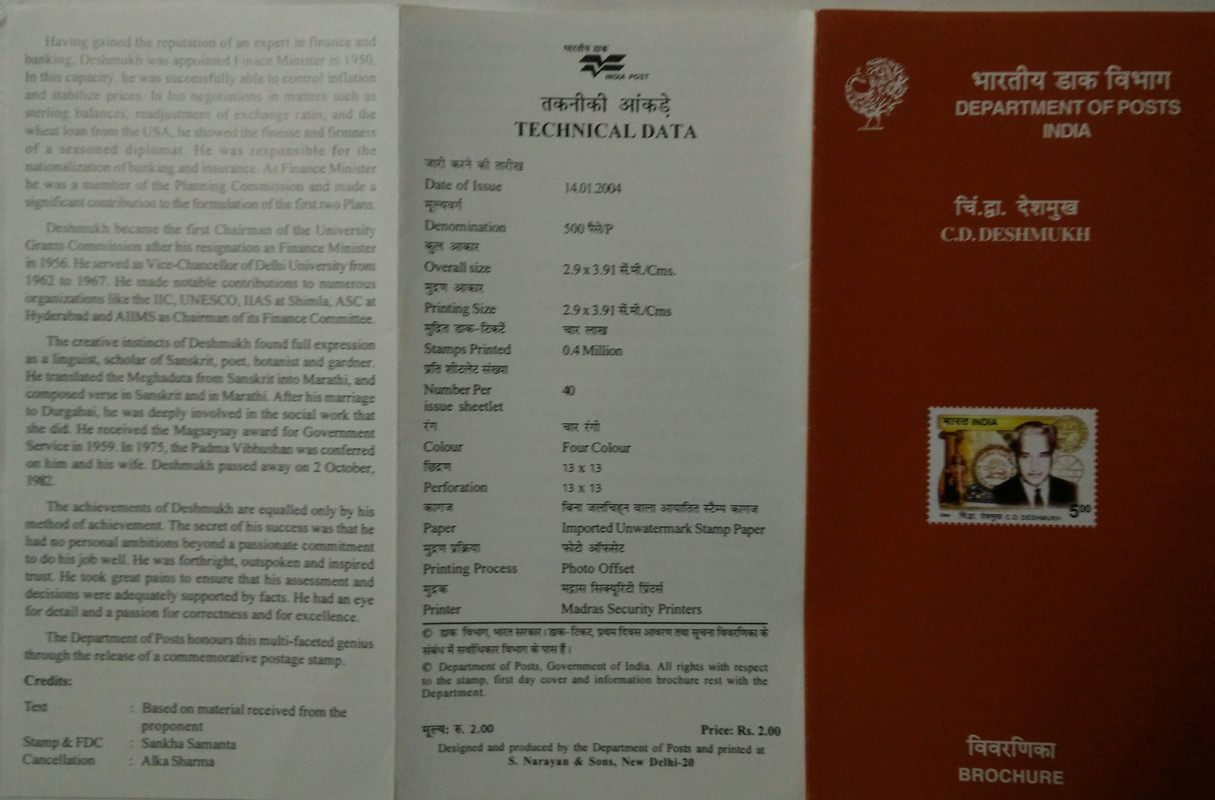 Having gained the reputation of an expert in finance and
banking, Deshmukh was appointed Finace Minister in 1950.
In this capacity, he was successfully able to control inflation
and stabilize prices. In his negotiations in matters such as
sterling balances, readjustment of exchange rates, and the
wheat loan from the USA, he showed the finesse and firmness
of a seasoned diplomat. He was responsible for the
nationalization of banking and insurance. As Finance Minister
he was a member of the Planning Commission and made a
significant contribution to the formulation of the first two Plans.
Deshmukh became the first Chairman of the University
Grants Commission after his resignation as Finance Minister
in 1956. He served as Vice-Chancellor of Delhi University from
1962 to 1967. He made notable contributions to numerous
organizations like the IIC, UNESCO, IIAS at Shimla, ASC at
Hyderabad and AIIMS as Chairman of its Finance Committee.
The creative instincts of Deshmukh found full expression
as a linguist, scholar of Sanskrit, poet, botanist and gardner.
He translated the Meghaduta from Sanskrit into Marathi, and
composed verse in Sanskrit and in Marathi. After his marriage
to Durgabai, he was deeply involved in the social work that
she did. He received the Magsaysay award for Government
Service in 1959. In 1975, the Padma Vibhushan was conferred
on him and his wife. Deshmukh passed away on 2 October,
1982.
The achievements of Deshmukh are equalled only by his
method of achievement. The secret of his success was that he
had no personal ambitions beyond a passionate commitment
to do his job well. He was forthright, outspoken and inspired
trust. He took great pains to ensure that his assessment and
decisions were adequately supported by facts. He had an eye
for detail and a passion for correctness and for excellence.
The Department of Posts honours this multi-faceted genius
through the release of a commemorative postage stamp.
Credits:
Text : Based on material received from the
proponent
Stamp & FDC : Sankha Samanta
Cancellation : Alka Sharma
भारतीय डाक
INDIA POST
तकनीकी आंकड़े
TECHNICAL DATA
जारी करने की तारीख
Date of Issue 14.01.2004
मूल्यवर्ग
Denomination 500 पैसे/P
कुल आकार
Overall size 2.9 x 3.91 सें.मी./Cms.
मुद्रण आकार
Printing Size 2.9 x 3.91 सें.मी./Cms
मुद्रित डाक-टिकटें चार लाख
Stamps Printed 0.4 Million
प्रति शीटलेट संख्या
Number Per 40
issue sheetlet
रंग चार रंगी
Colour Four Colour
छिद्रण 13 x 13
Perforation 13 x 13
कागज बिना जलचिह्न वाला आयातित स्टैम्प कागज
Paper Imported Unwatermark Stamp Paper
मुद्रण प्रक्रिया फोटो ऑफसेट
Printing Process Photo Offset
मुद्रक मद्रास सिक्यूरिटी प्रिंटर्स
Printer Madras Security Printers
© डाक विभाग, भारत सरकार। डाक-टिकट, प्रथम दिवस आवरण तथा सूचना विवरणिका के
संबंध में सर्वाधिकार विभाग के पास हैं।
© Department of Posts, Government of India. All rights with respect
to the stamp, first day cover and information brochure rest with the
Department.
मूल्य: रु. 2.00 Price: Rs. 2.00
Designed and produced by the Department of Posts and printed at
S. Narayan & Sons, New Delhi-20
भारतीय डाक विभाग
DEPARTMENT OF POSTS
INDIA
चिं.द्वा. देशमुख
C.D. DESHMUKH
भारत INDIA
चिं.द्वा. देशमुख C.D. DESHMUKH
5.00
विवरणिका
BROCHURE